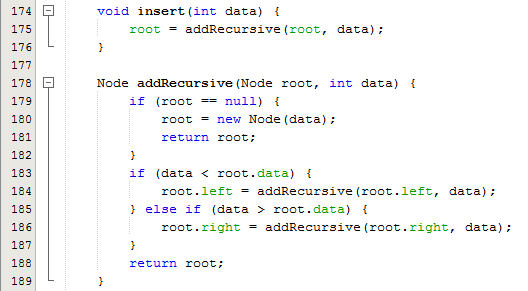 174 void insert(int data) {
175 root = addRecursive(root, data);
176 }
177
178 Node addRecursive(Node root, int data) {
179 if (root == null) {
180 root = new Node(data);
181 return root;
182 }
183 if (data < root.data) {
184 root.left = addRecursive(root.left, data);
185 } else if (data > root.data) {
186 root.right = addRecursive(root.right, data);
187 }
188 return root;
189 }